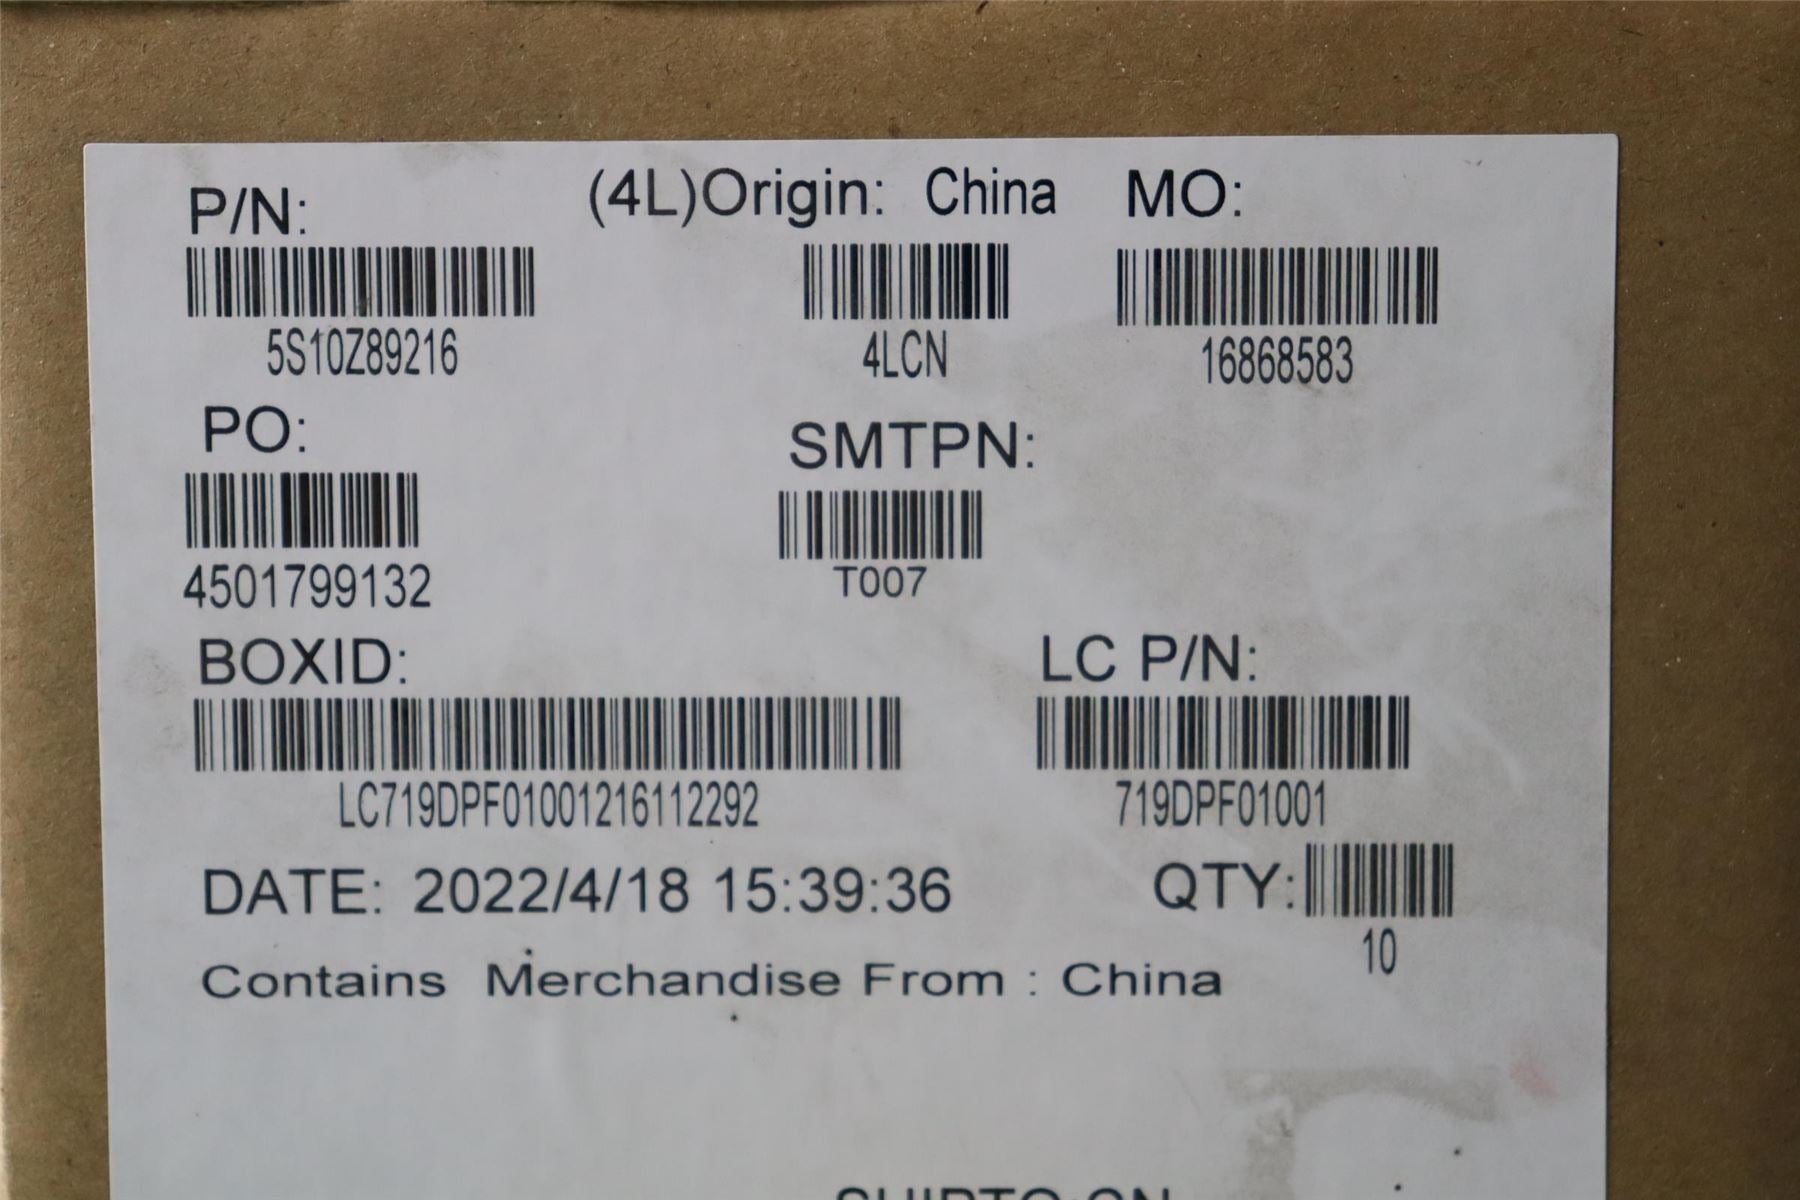 P/N: (4L)Origin: China MO:
5S10Z89216 4LCN 16868583
PO: SMTPN:
4501799132 T007
BOXID: LC P/N:
LC719DPF01001216112292 719DPF01001
DATE: 2022/4/18 15:39:36 QTY:
10
Contains Merchandise From : China